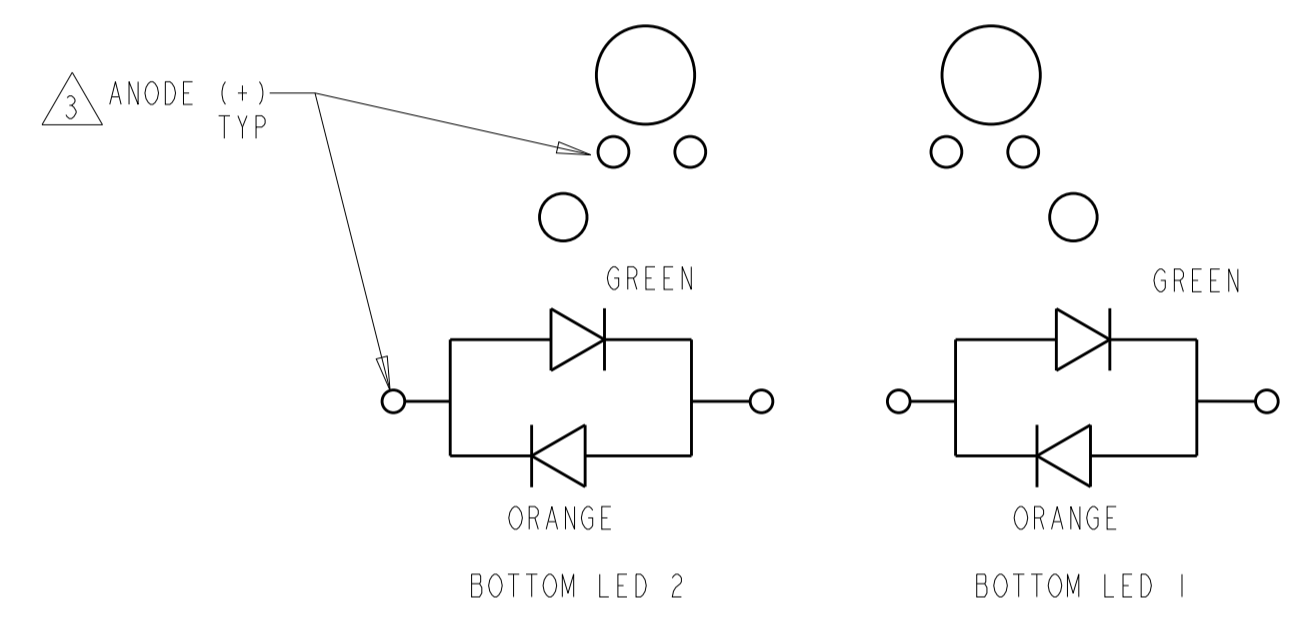 3 ANODE (+)
TYP
GREEN
GREEN
ORANGE
ORANGE
BOTTOM LED 2
BOTTOM LED 1